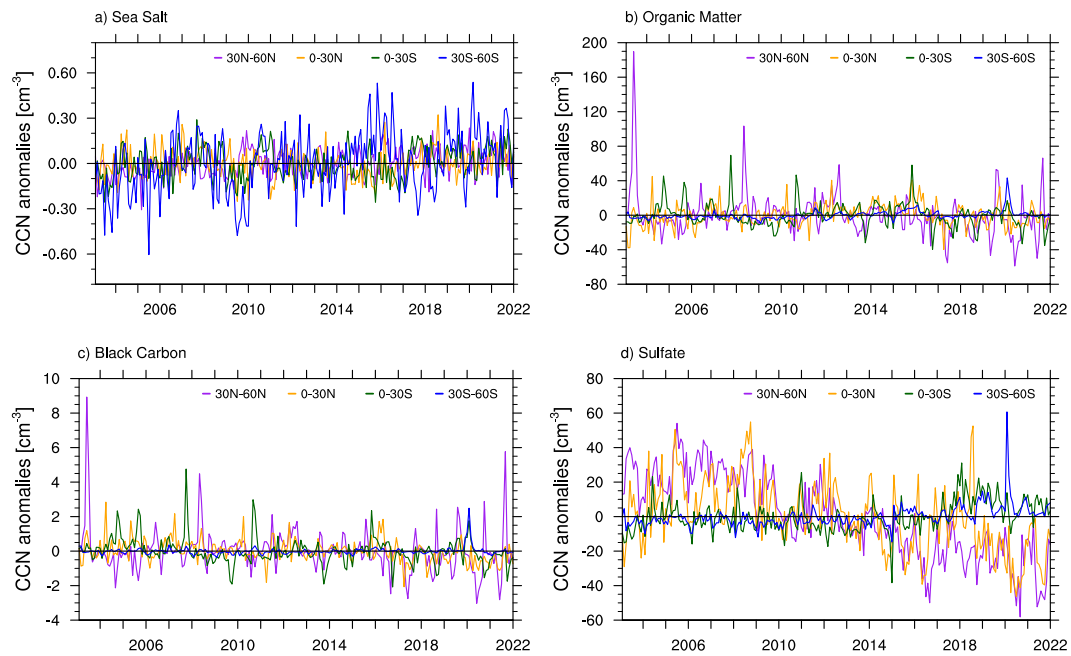 a) Sea Salt
30N-60N 0-30N 0-30S 30S-60S
CCN anomalies [cm-3]
0.60
0.30
0.00
-0.30
-0.60
2006 2010 2014 2018 2022
b) Organic Matter
30N-60N 0-30N 0-30S 30S-60S
CCN anomalies [cm-3]
200
160
120
80
40
0
-40
-80
2006 2010 2014 2018 2022
c) Black Carbon
30N-60N 0-30N 0-30S 30S-60S
CCN anomalies [cm-3]
10
8
6
4
2
0
-2
-4
2006 2010 2014 2018 2022
d) Sulfate
30N-60N 0-30N 0-30S 30S-60S
CCN anomalies [cm-3]
80
60
40
20
0
-20
-40
-60
2006 2010 2014 2018 2022